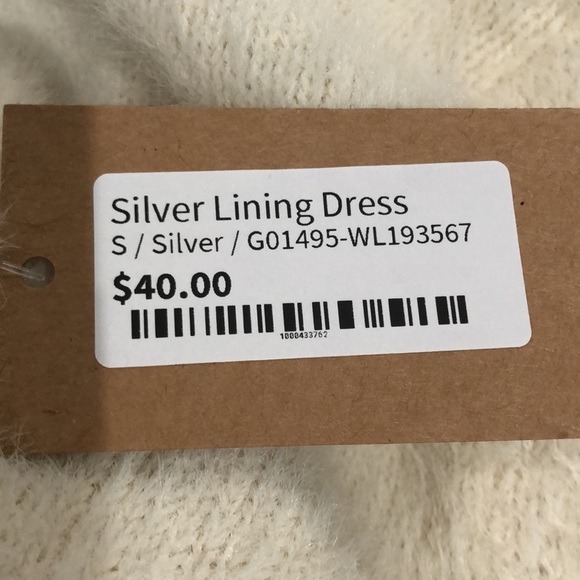 Silver Lining Dress
S / Silver / G01495-WL193567
$40.00
1000433762